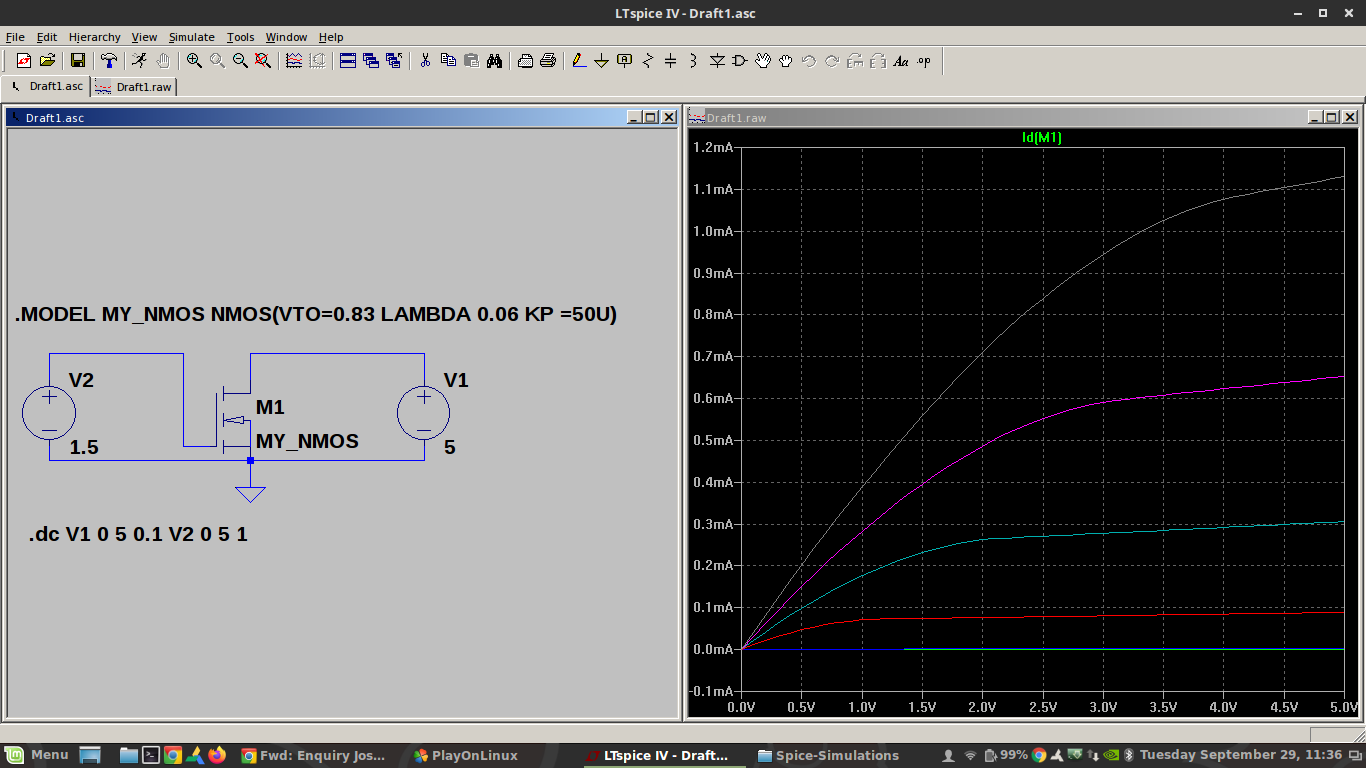 LTspice IV - Draft1.asc
File Edit Hierarchy View Simulate Tools Window Help
A Aa .op
Draft1.asc Draft1.raw
Draft1.asc
.MODEL MY_NMOS NMOS(VTO=0.83 LAMBDA 0.06 KP =50U)
V2
1.5
M1
MY_NMOS
V1
5
.dc V1 0 5 0.1 V2 0 5 1
Draft1.raw
Id(M1)
1.2mA
1.1mA
1.0mA
0.9mA
0.8mA
0.7mA
0.6mA
0.5mA
0.4mA
0.3mA
0.2mA
0.1mA
0.0mA
-0.1mA
0.0V 0.5V 1.0V 1.5V 2.0V 2.5V 3.0V 3.5V 4.0V 4.5V 5.0V
Menu Fwd: Enquiry Jos... PlayOnLinux LTspice IV - Draft... Spice-Simulations 99% Tuesday September 29, 11:36